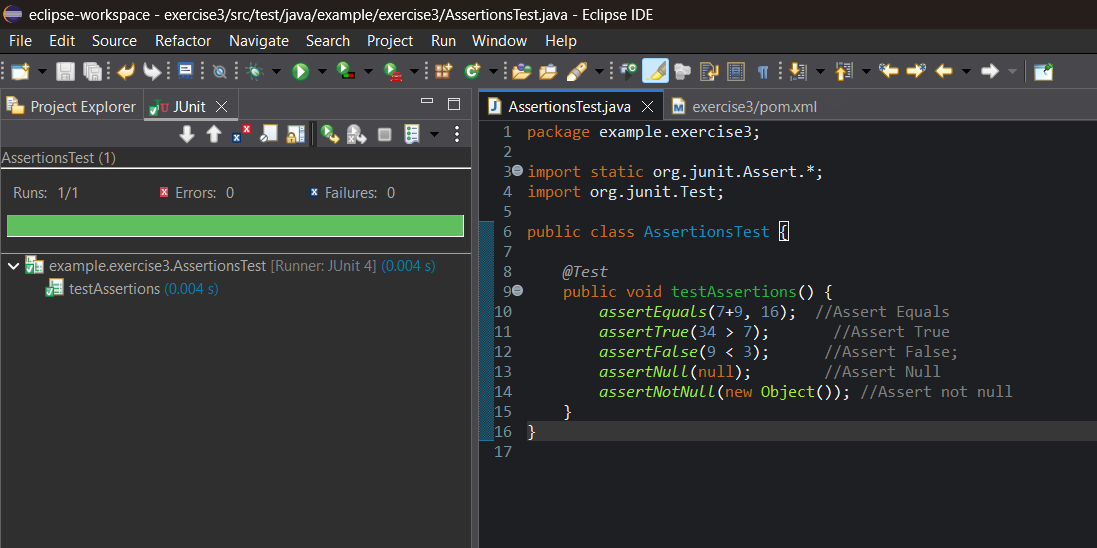 eclipse-workspace - exercise3/src/test/java/example/exercise3/AssertionsTest.java - Eclipse IDE
File Edit Source Refactor Navigate Search Project Run Window Help
Project Explorer JUnit
AssertionsTest (1)
Runs: 1/1 Errors: 0 Failures: 0
example.exercise3.AssertionsTest [Runner: JUnit 4] (0.004 s)
testAssertions (0.004 s)
AssertionsTest.java exercise3/pom.xml
1 package example.exercise3;
2
3 import static org.junit.Assert.*;
4 import org.junit.Test;
5
6 public class AssertionsTest {
7
8 @Test
9 public void testAssertions() {
10 assertEquals(7+9, 16); //Assert Equals
11 assertTrue(34 > 7); //Assert True
12 assertFalse(9 < 3); //Assert False;
13 assertNull(null); //Assert Null
14 assertNotNull(new Object()); //Assert not null
15 }
16 }
17